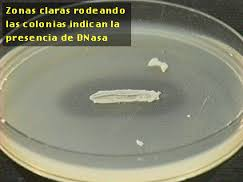 Zonas claras rodeando
las colonias indican la
presencia de DNasa